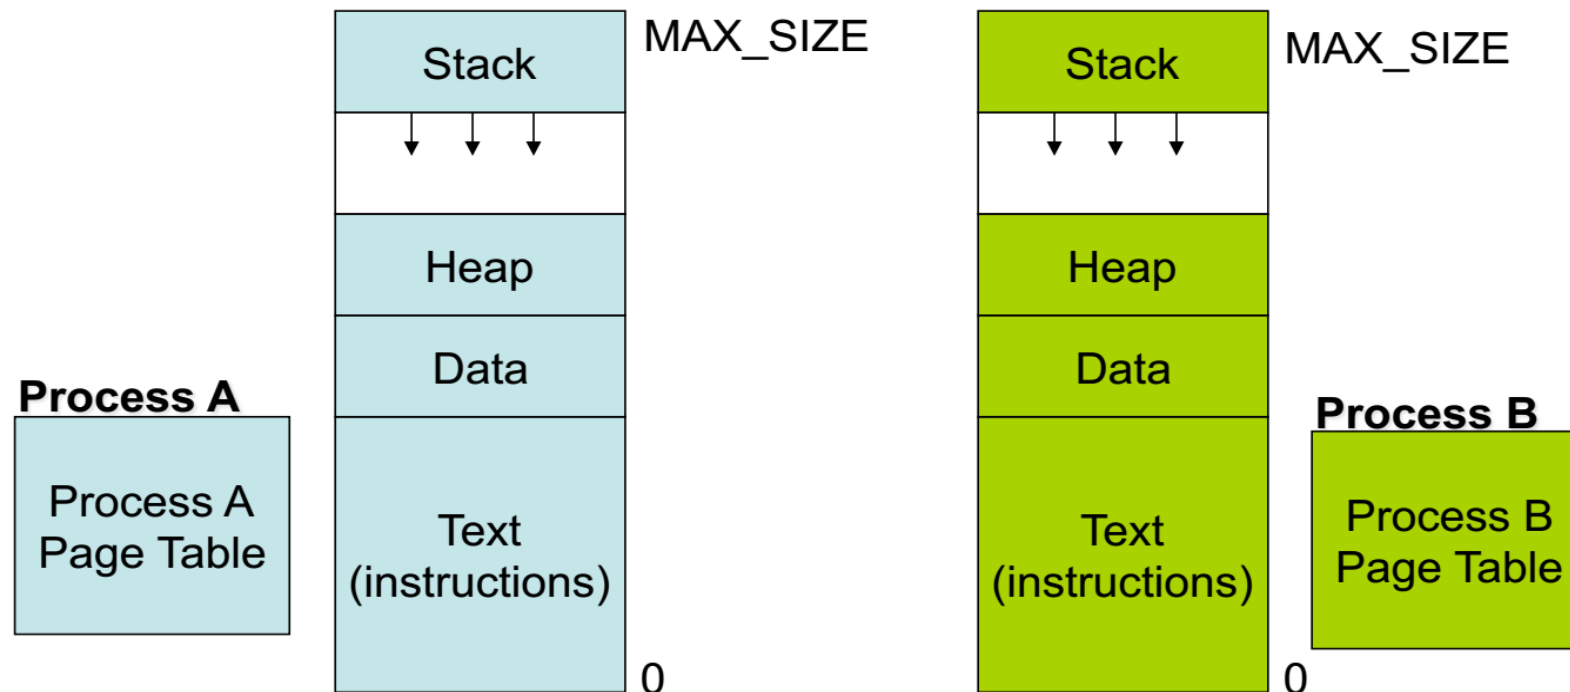 Stack
MAX_SIZE
Heap
Data
Process A
Process A
Page Table
Text
(instructions)
0
Stack
MAX_SIZE
Heap
Data
Process B
Process B
Page Table
Text
(instructions)
0